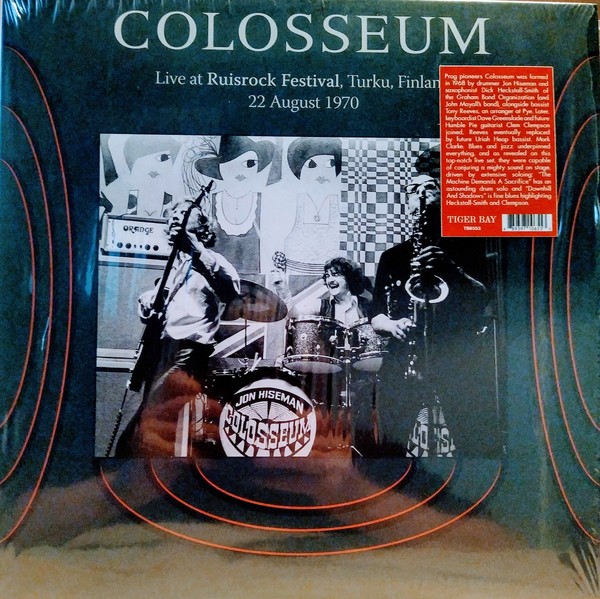 COLOSSEUM
Live at Ruisrock Festival, Turku, Finlan
22 August 1970
Prog pioneers Colosseum was formed
in 1968 by drummer Jon Hiseman and
saxophonist Dick Heckstall-Smith of
the Graham Bond Organization (and
John Mayall's band), alongside bassist
Tony Reeves, an arranger at Pye. Later,
keyboardist Dave Greenslade and future
Humble Pie guitarist Clem Clempson
joined, Reeves eventually replaced
by future Uriah Heep bassist, Mark
Clarke. Blues and jazz underpinned
everything, and as revealed on this
top-notch live set, they were capable
of conjuring a mighty sound on stage,
driven by extensive soloing; "The
Machine Demands A Sacrifice" has an
astounding drum solo and "Downhill
And Shadows" is fine blues highlighting
Heckstall-Smith and Clempson.
TIGER BAY
TB6553
ORANGE
JON HISEMAN
COLOSSEUM